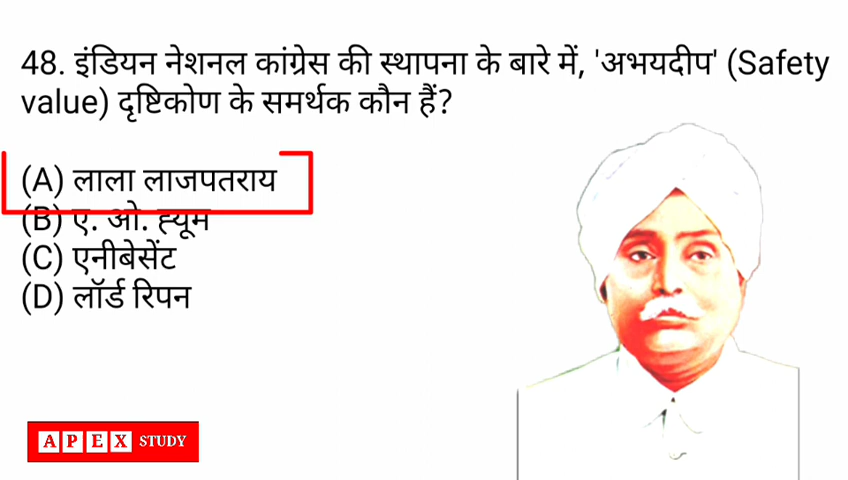 48. इंडियन नेशनल कांग्रेस की स्थापना के बारे में, 'अभयदीप' (Safety
value) दृष्टिकोण के समर्थक कौन हैं?
(A) लाला लाजपतराय
(B) ए. ओ. ह्यूम
(C) एनीबेसेंट
(D) लॉर्ड रिपन
APEX STUDY